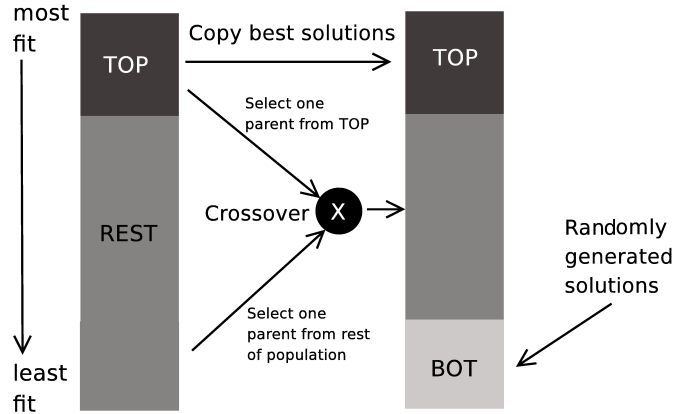 most
fit
TOP
Copy best solutions
TOP
Select one
parent from TOP
REST
Crossover
X
Randomly
generated
solutions
Select one
parent from rest
of population
least
fit
BOT